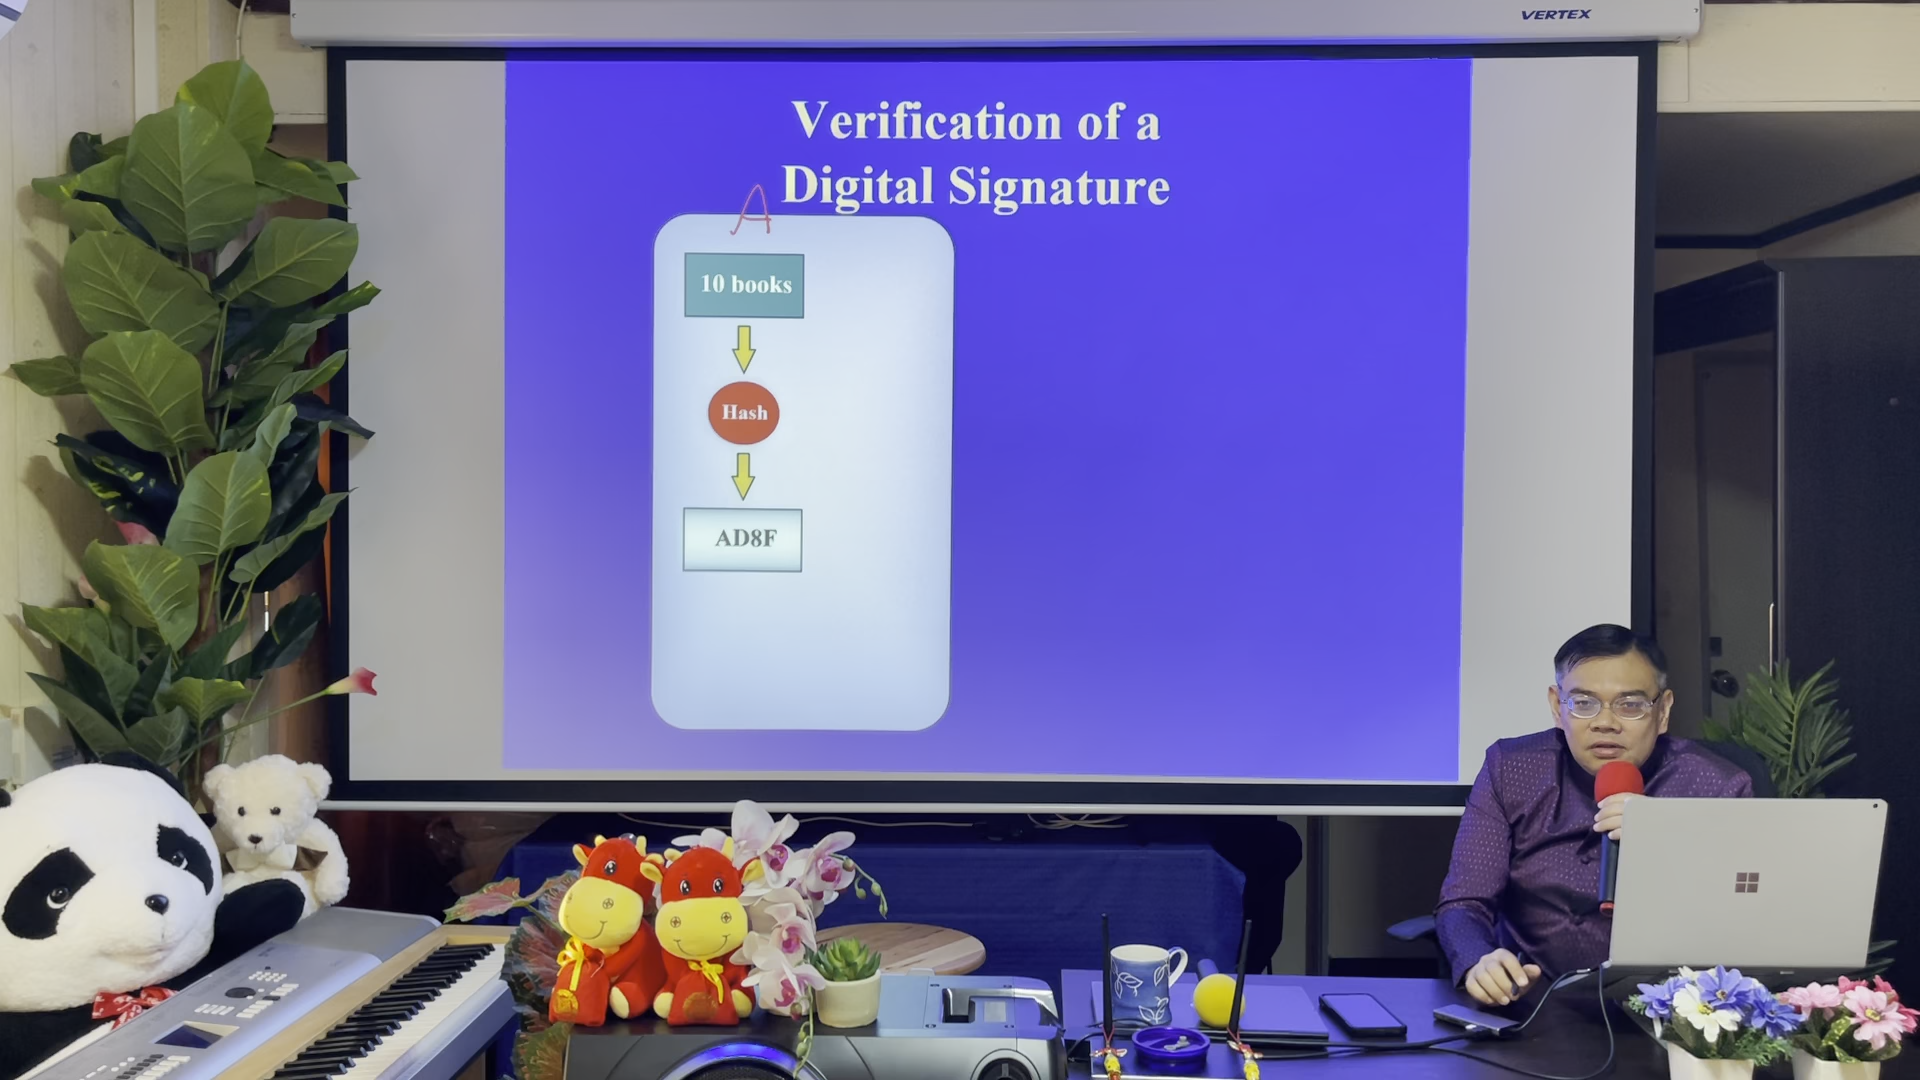 VERTEX
Verification of a
Digital Signature
A
10 books
Hash
AD8F